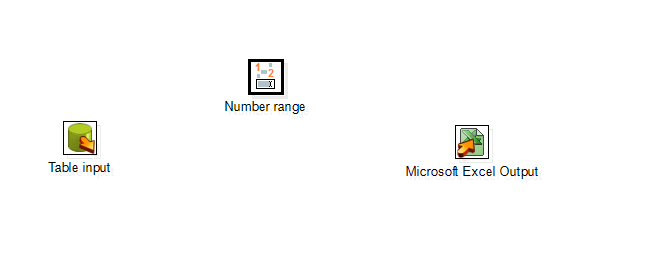 Number range
Table input
Microsoft Excel Output